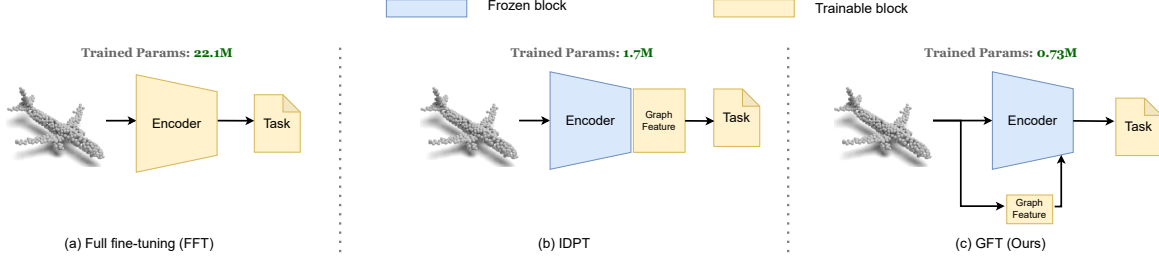 Frozen block
Trainable block
Trained Params: 22.1M
Encoder
Task
(a) Full fine-tuning (FFT)
Trained Params: 1.7M
Encoder
Graph
Feature
Task
(b) IDPT
Trained Params: 0.73M
Encoder
Task
Graph
Feature
(c) GFT (Ours)